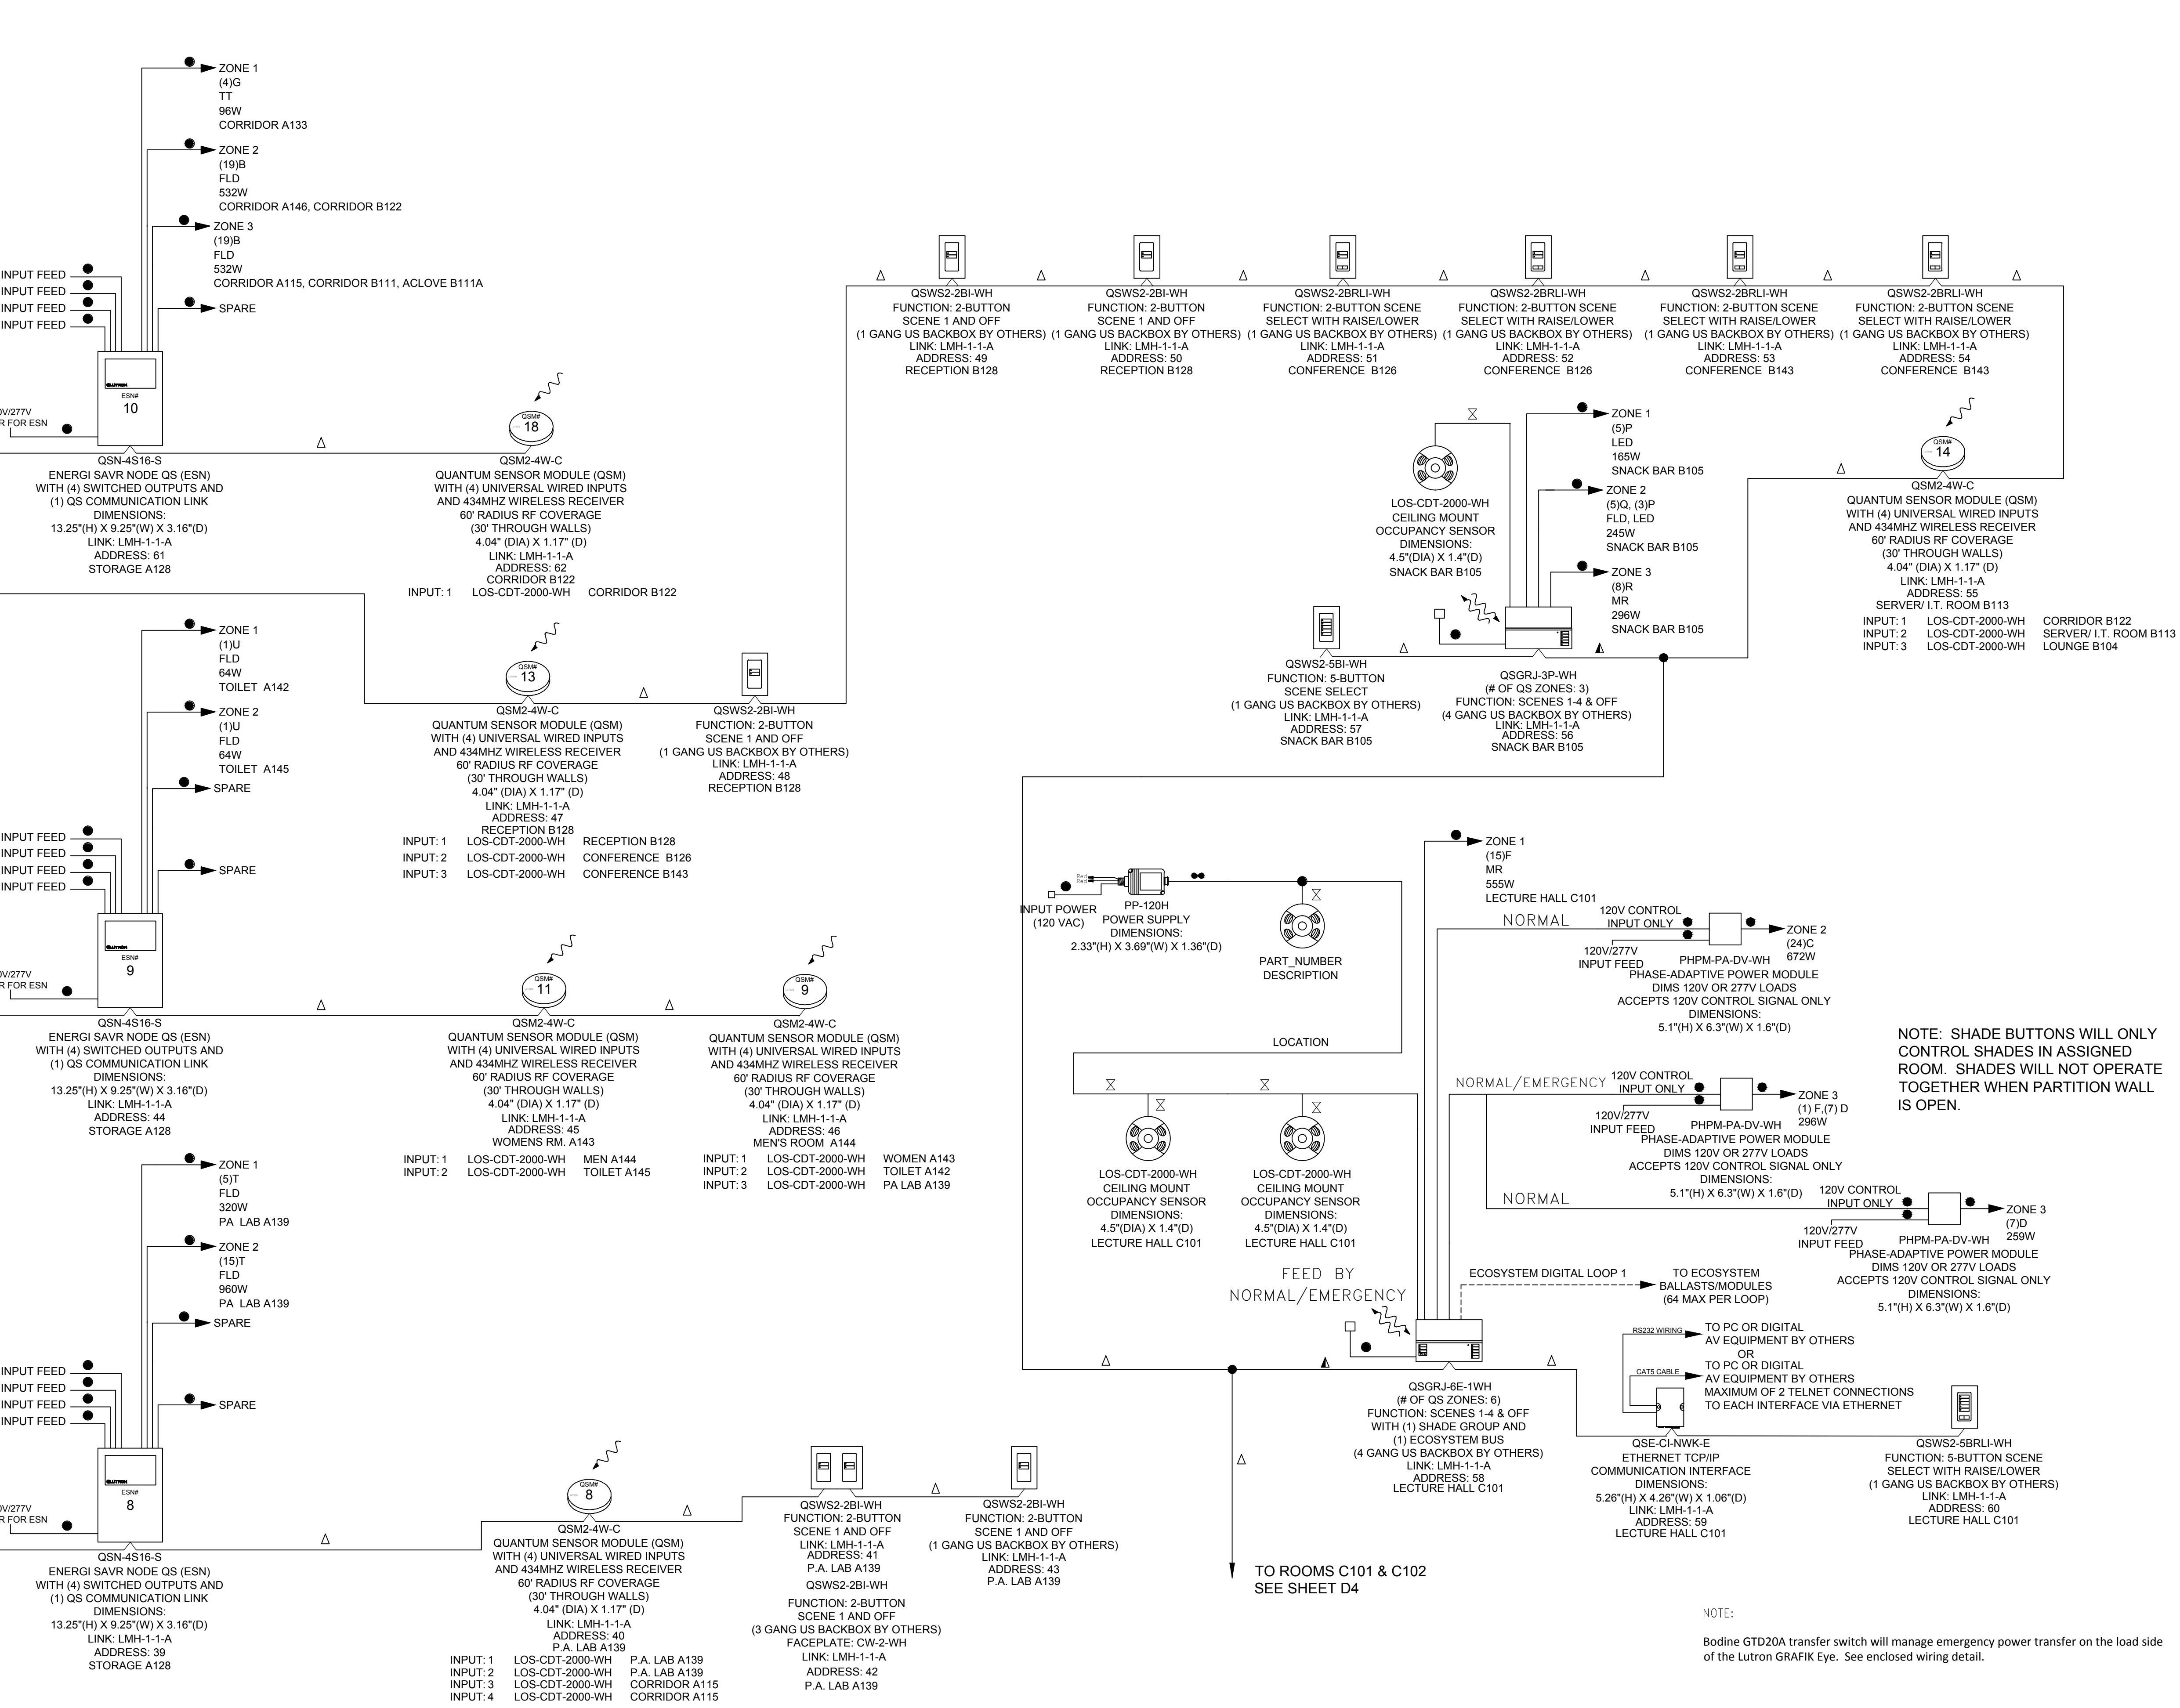 ZONE 1
(4)G
TT
96W
CORRIDOR A133
ZONE 2
(19)B
FLD
532W
CORRIDOR A146, CORRIDOR B122
ZONE 3
(19)B
FLD
532W
CORRIDOR A115, CORRIDOR B111, ACLOVE B111A
SPARE
INPUT FEED
INPUT FEED
INPUT FEED
INPUT FEED
LUTRON
ESN#
10
0V/277V
R FOR ESN
QSN-4S16-S
ENERGI SAVR NODE QS (ESN)
WITH (4) SWITCHED OUTPUTS AND
(1) QS COMMUNICATION LINK
DIMENSIONS:
13.25"(H) X 9.25"(W) X 3.16"(D)
LINK: LMH-1-1-A
ADDRESS: 61
STORAGE A128
QSM#
18
QSM2-4W-C
QUANTUM SENSOR MODULE (QSM)
WITH (4) UNIVERSAL WIRED INPUTS
AND 434MHZ WIRELESS RECEIVER
60' RADIUS RF COVERAGE
(30' THROUGH WALLS)
4.04" (DIA) X 1.17" (D)
LINK: LMH-1-1-A
ADDRESS: 62
CORRIDOR B122
INPUT: 1 LOS-CDT-2000-WH CORRIDOR B122
QSWS2-2BI-WH
FUNCTION: 2-BUTTON
SCENE 1 AND OFF
(1 GANG US BACKBOX BY OTHERS)
LINK: LMH-1-1-A
ADDRESS: 49
RECEPTION B128
QSWS2-2BI-WH
FUNCTION: 2-BUTTON
SCENE 1 AND OFF
(1 GANG US BACKBOX BY OTHERS)
LINK: LMH-1-1-A
ADDRESS: 50
RECEPTION B128
QSWS2-2BRLI-WH
FUNCTION: 2-BUTTON SCENE
SELECT WITH RAISE/LOWER
(1 GANG US BACKBOX BY OTHERS)
LINK: LMH-1-1-A
ADDRESS: 51
CONFERENCE B126
QSWS2-2BRLI-WH
FUNCTION: 2-BUTTON SCENE
SELECT WITH RAISE/LOWER
(1 GANG US BACKBOX BY OTHERS)
LINK: LMH-1-1-A
ADDRESS: 52
CONFERENCE B126
QSWS2-2BRLI-WH
FUNCTION: 2-BUTTON SCENE
SELECT WITH RAISE/LOWER
(1 GANG US BACKBOX BY OTHERS)
LINK: LMH-1-1-A
ADDRESS: 53
CONFERENCE B143
QSWS2-2BRLI-WH
FUNCTION: 2-BUTTON SCENE
SELECT WITH RAISE/LOWER
(1 GANG US BACKBOX BY OTHERS)
LINK: LMH-1-1-A
ADDRESS: 54
CONFERENCE B143
LOS-CDT-2000-WH
CEILING MOUNT
OCCUPANCY SENSOR
DIMENSIONS:
4.5"(DIA) X 1.4"(D)
SNACK BAR B105
ZONE 1
(5)P
LED
165W
SNACK BAR B105
ZONE 2
(5)Q, (3)P
FLD, LED
245W
SNACK BAR B105
ZONE 3
(8)R
MR
296W
SNACK BAR B105
QSM#
14
QSM2-4W-C
QUANTUM SENSOR MODULE (QSM)
WITH (4) UNIVERSAL WIRED INPUTS
AND 434MHZ WIRELESS RECEIVER
60' RADIUS RF COVERAGE
(30' THROUGH WALLS)
4.04" (DIA) X 1.17" (D)
LINK: LMH-1-1-A
ADDRESS: 55
SERVER/ I.T. ROOM B113
INPUT: 1 LOS-CDT-2000-WH CORRIDOR B122
INPUT: 2 LOS-CDT-2000-WH SERVER/ I.T. ROOM B113
INPUT: 3 LOS-CDT-2000-WH LOUNGE B104
QSWS2-5BI-WH
FUNCTION: 5-BUTTON
SCENE SELECT
(1 GANG US BACKBOX BY OTHERS)
LINK: LMH-1-1-A
ADDRESS: 57
SNACK BAR B105
QSGRJ-3P-WH
(# OF QS ZONES: 3)
FUNCTION: SCENES 1-4 & OFF
(4 GANG US BACKBOX BY OTHERS)
LINK: LMH-1-1-A
ADDRESS: 56
SNACK BAR B105
ZONE 1
(1)U
FLD
64W
TOILET A142
ZONE 2
(1)U
FLD
64W
TOILET A145
SPARE
SPARE
INPUT FEED
INPUT FEED
INPUT FEED
INPUT FEED
LUTRON
ESN#
9
0V/277V
R FOR ESN
QSN-4S16-S
ENERGI SAVR NODE QS (ESN)
WITH (4) SWITCHED OUTPUTS AND
(1) QS COMMUNICATION LINK
DIMENSIONS:
13.25"(H) X 9.25"(W) X 3.16"(D)
LINK: LMH-1-1-A
ADDRESS: 44
STORAGE A128
QSM#
13
QSM2-4W-C
QUANTUM SENSOR MODULE (QSM)
WITH (4) UNIVERSAL WIRED INPUTS
AND 434MHZ WIRELESS RECEIVER
60' RADIUS RF COVERAGE
(30' THROUGH WALLS)
4.04" (DIA) X 1.17" (D)
LINK: LMH-1-1-A
ADDRESS: 47
RECEPTION B128
INPUT: 1 LOS-CDT-2000-WH RECEPTION B128
INPUT: 2 LOS-CDT-2000-WH CONFERENCE B126
INPUT: 3 LOS-CDT-2000-WH CONFERENCE B143
QSWS2-2BI-WH
FUNCTION: 2-BUTTON
SCENE 1 AND OFF
(1 GANG US BACKBOX BY OTHERS)
LINK: LMH-1-1-A
ADDRESS: 48
RECEPTION B128
QSM#
11
QSM2-4W-C
QUANTUM SENSOR MODULE (QSM)
WITH (4) UNIVERSAL WIRED INPUTS
AND 434MHZ WIRELESS RECEIVER
60' RADIUS RF COVERAGE
(30' THROUGH WALLS)
4.04" (DIA) X 1.17" (D)
LINK: LMH-1-1-A
ADDRESS: 45
WOMENS RM. A143
INPUT: 1 LOS-CDT-2000-WH MEN A144
INPUT: 2 LOS-CDT-2000-WH TOILET A145
QSM#
9
QSM2-4W-C
QUANTUM SENSOR MODULE (QSM)
WITH (4) UNIVERSAL WIRED INPUTS
AND 434MHZ WIRELESS RECEIVER
60' RADIUS RF COVERAGE
(30' THROUGH WALLS)
4.04" (DIA) X 1.17" (D)
LINK: LMH-1-1-A
ADDRESS: 46
MEN'S ROOM A144
INPUT: 1 LOS-CDT-2000-WH WOMEN A143
INPUT: 2 LOS-CDT-2000-WH TOILET A142
INPUT: 3 LOS-CDT-2000-WH PA LAB A139
Red
Red
INPUT POWER
(120 VAC)
PP-120H
POWER SUPPLY
DIMENSIONS:
2.33"(H) X 3.69"(W) X 1.36"(D)
PART_NUMBER
DESCRIPTION
LOCATION
ZONE 1
(15)F
MR
555W
LECTURE HALL C101
NORMAL
120V CONTROL
INPUT ONLY
120V/277V
INPUT FEED
ZONE 2
(24)C
672W
PHPM-PA-DV-WH
PHASE-ADAPTIVE POWER MODULE
DIMS 120V OR 277V LOADS
ACCEPTS 120V CONTROL SIGNAL ONLY
DIMENSIONS:
5.1"(H) X 6.3"(W) X 1.6"(D)
NOTE: SHADE BUTTONS WILL ONLY
CONTROL SHADES IN ASSIGNED
ROOM. SHADES WILL NOT OPERATE
TOGETHER WHEN PARTITION WALL
IS OPEN.
NORMAL/EMERGENCY
120V CONTROL
INPUT ONLY
120V/277V
INPUT FEED
ZONE 3
(1) F,(7) D
296W
PHPM-PA-DV-WH
PHASE-ADAPTIVE POWER MODULE
DIMS 120V OR 277V LOADS
ACCEPTS 120V CONTROL SIGNAL ONLY
DIMENSIONS:
5.1"(H) X 6.3"(W) X 1.6"(D)
NORMAL
120V CONTROL
INPUT ONLY
120V/277V
INPUT FEED
ZONE 3
(7)D
259W
PHPM-PA-DV-WH
PHASE-ADAPTIVE POWER MODULE
DIMS 120V OR 277V LOADS
ACCEPTS 120V CONTROL SIGNAL ONLY
DIMENSIONS:
5.1"(H) X 6.3"(W) X 1.6"(D)
LOS-CDT-2000-WH
CEILING MOUNT
OCCUPANCY SENSOR
DIMENSIONS:
4.5"(DIA) X 1.4"(D)
LECTURE HALL C101
LOS-CDT-2000-WH
CEILING MOUNT
OCCUPANCY SENSOR
DIMENSIONS:
4.5"(DIA) X 1.4"(D)
LECTURE HALL C101
FEED BY
NORMAL/EMERGENCY
ECOSYSTEM DIGITAL LOOP 1
TO ECOSYSTEM
BALLASTS/MODULES
(64 MAX PER LOOP)
RS232 WIRING
TO PC OR DIGITAL
AV EQUIPMENT BY OTHERS
OR
CAT5 CABLE
TO PC OR DIGITAL
AV EQUIPMENT BY OTHERS
MAXIMUM OF 2 TELNET CONNECTIONS
TO EACH INTERFACE VIA ETHERNET
QSGRJ-6E-1WH
(# OF QS ZONES: 6)
FUNCTION: SCENES 1-4 & OFF
WITH (1) SHADE GROUP AND
(1) ECOSYSTEM BUS
(4 GANG US BACKBOX BY OTHERS)
LINK: LMH-1-1-A
ADDRESS: 58
LECTURE HALL C101
QSE-CI-NWK-E
ETHERNET TCP/IP
COMMUNICATION INTERFACE
DIMENSIONS:
5.26"(H) X 4.26"(W) X 1.06"(D)
LINK: LMH-1-1-A
ADDRESS: 59
LECTURE HALL C101
QSWS2-5BRLI-WH
FUNCTION: 5-BUTTON SCENE
SELECT WITH RAISE/LOWER
(1 GANG US BACKBOX BY OTHERS)
LINK: LMH-1-1-A
ADDRESS: 60
LECTURE HALL C101
ZONE 1
(5)T
FLD
320W
PA LAB A139
ZONE 2
(15)T
FLD
960W
PA LAB A139
SPARE
SPARE
INPUT FEED
INPUT FEED
INPUT FEED
INPUT FEED
LUTRON
ESN#
8
0V/277V
R FOR ESN
QSN-4S16-S
ENERGI SAVR NODE QS (ESN)
WITH (4) SWITCHED OUTPUTS AND
(1) QS COMMUNICATION LINK
DIMENSIONS:
13.25"(H) X 9.25"(W) X 3.16"(D)
LINK: LMH-1-1-A
ADDRESS: 39
STORAGE A128
QSM#
8
QSM2-4W-C
QUANTUM SENSOR MODULE (QSM)
WITH (4) UNIVERSAL WIRED INPUTS
AND 434MHZ WIRELESS RECEIVER
60' RADIUS RF COVERAGE
(30' THROUGH WALLS)
4.04" (DIA) X 1.17" (D)
LINK: LMH-1-1-A
ADDRESS: 40
P.A. LAB A139
INPUT: 1 LOS-CDT-2000-WH P.A. LAB A139
INPUT: 2 LOS-CDT-2000-WH P.A. LAB A139
INPUT: 3 LOS-CDT-2000-WH CORRIDOR A115
INPUT: 4 LOS-CDT-2000-WH CORRIDOR A115
QSWS2-2BI-WH
FUNCTION: 2-BUTTON
SCENE 1 AND OFF
LINK: LMH-1-1-A
ADDRESS: 41
P.A. LAB A139
QSWS2-2BI-WH
FUNCTION: 2-BUTTON
SCENE 1 AND OFF
(3 GANG US BACKBOX BY OTHERS)
FACEPLATE: CW-2-WH
LINK: LMH-1-1-A
ADDRESS: 42
P.A. LAB A139
QSWS2-2BI-WH
FUNCTION: 2-BUTTON
SCENE 1 AND OFF
(1 GANG US BACKBOX BY OTHERS)
LINK: LMH-1-1-A
ADDRESS: 43
P.A. LAB A139
TO ROOMS C101 & C102
SEE SHEET D4
NOTE:
Bodine GTD20A transfer switch will manage emergency power transfer on the load side
of the Lutron GRAFIK Eye. See enclosed wiring detail.